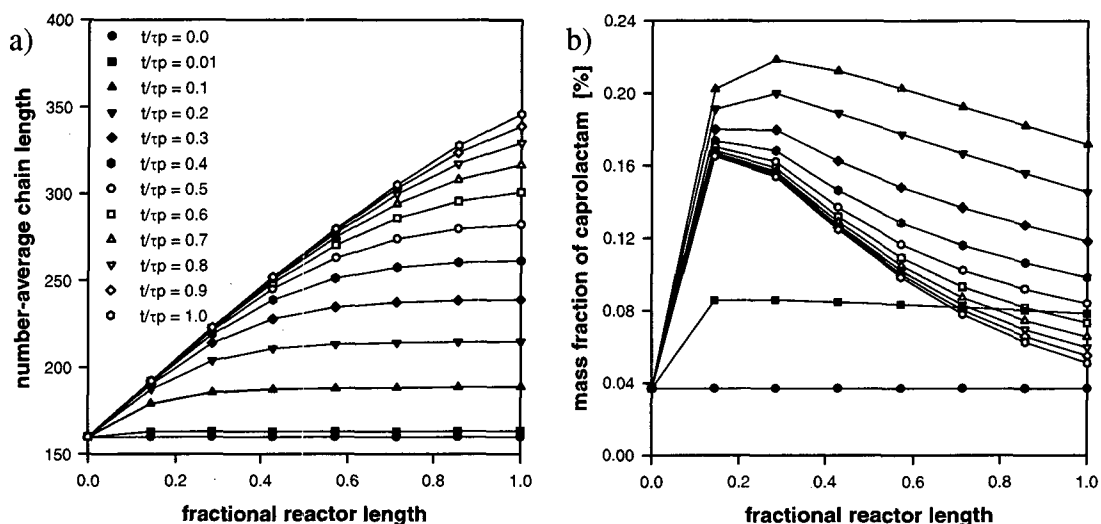 a)
number-average chain length
400
350
300
250
200
150
t/τp = 0.0
t/τp = 0.01
t/τp = 0.1
t/τp = 0.2
t/τp = 0.3
t/τp = 0.4
t/τp = 0.5
t/τp = 0.6
t/τp = 0.7
t/τp = 0.8
t/τp = 0.9
t/τp = 1.0
0.0 0.2 0.4 0.6 0.8 1.0
fractional reactor length
b)
mass fraction of caprolactam [%]
0.24
0.20
0.16
0.12
0.08
0.04
0.00
0.0 0.2 0.4 0.6 0.8 1.0
fractional reactor length